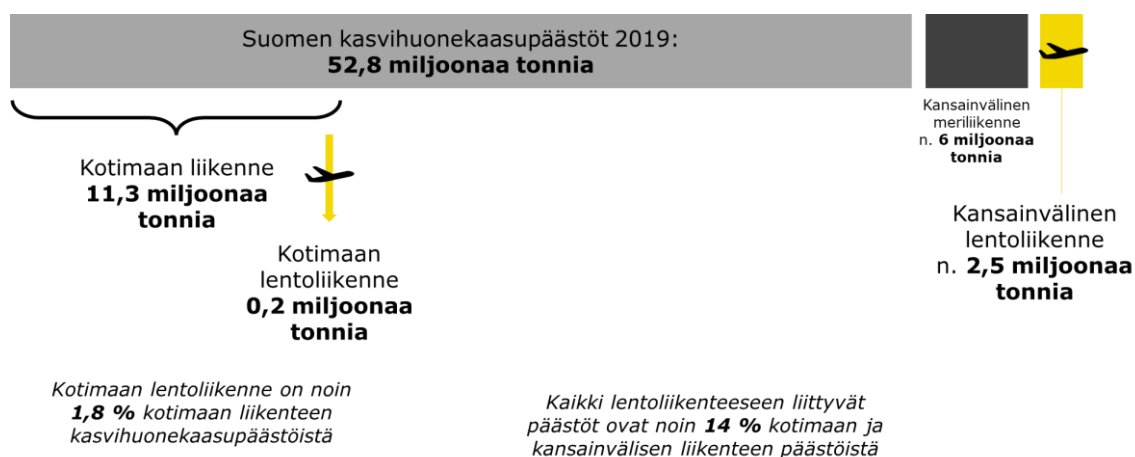 Suomen kasvihuonekaasupäästöt 2019:
52,8 miljoonaa tonnia
Kansainvälinen
meriliikenne
n. 6 miljoonaa
tonnia
Kotimaan liikenne
11,3 miljoonaa
tonnia
Kansainvälinen
lentoliikenne
n. 2,5 miljoonaa
tonnia
Kotimaan
lentoliikenne
0,2 miljoonaa
tonnia
Kotimaan lentoliikenne on noin
1,8 % kotimaan liikenteen
kasvihuonekaasupäästöistä
Kaikki lentoliikenteeseen liittyvät
päästöt ovat noin 14 % kotimaan ja
kansainvälisen liikenteen päästöistä